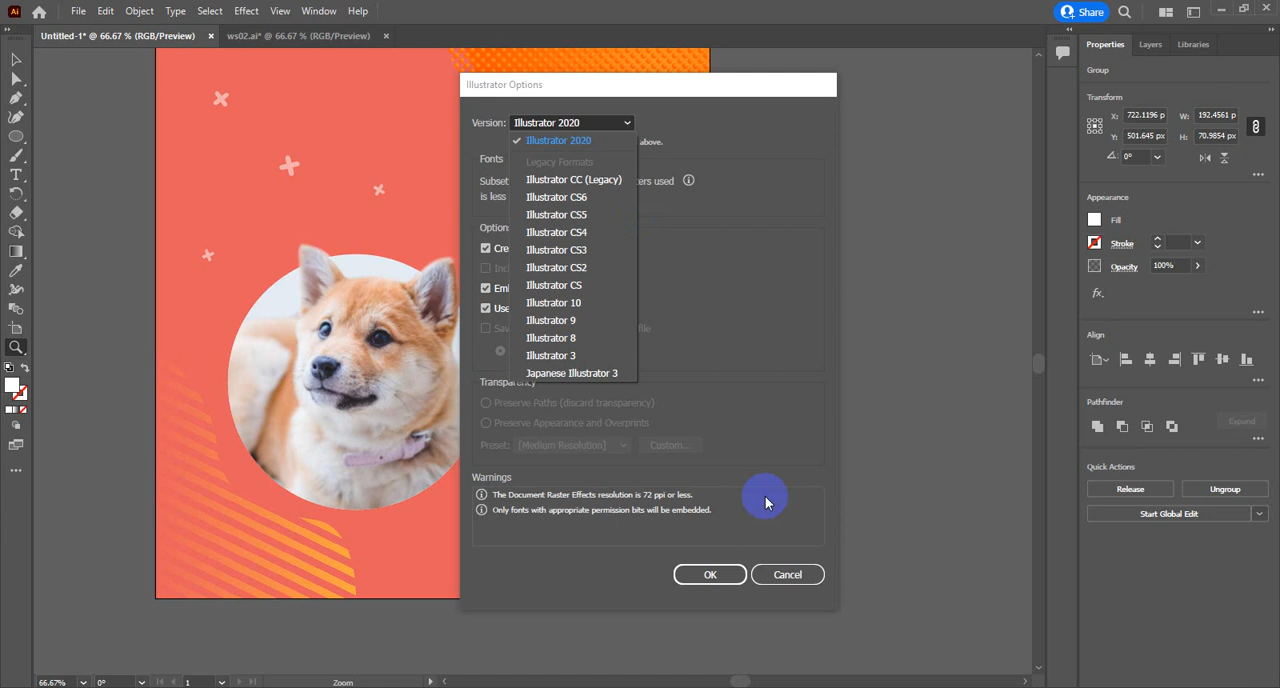 Ai File Edit Object Type Select Effect View Window Help Share
Untitled-1* @ 66.67 % (RGB/Preview) × ws02.ai* @ 66.67 % (RGB/Preview) ×
Properties Layers Libraries
Group
Transform
X: 722.1196 p W: 192.4561 p
Y: 501.645 px H: 70.9854 px
0°
Appearance
Fill
Stroke
Opacity 100%
fx.
Align
Pathfinder
Expand
Quick Actions
Release Ungroup
Start Global Edit
Illustrator Options
Version: Illustrator 2020
Illustrator 2020 above.
Legacy Formats
Illustrator CC (Legacy)
Illustrator CS6
Illustrator CS5
Illustrator CS4
Illustrator CS3
Illustrator CS2
Illustrator CS
Illustrator 10
Illustrator 9
Illustrator 8
Illustrator 3
Japanese Illustrator 3
Fonts
used
is less
Transparency
Preserve Paths (discard transparency)
Preserve Appearance and Overprints
Preset: [Medium Resolution] Custom...
Warnings
The Document Raster Effects resolution is 72 ppi or less.
Only fonts with appropriate permission bits will be embedded.
OK Cancel
66.67% 0° 1 Zoom